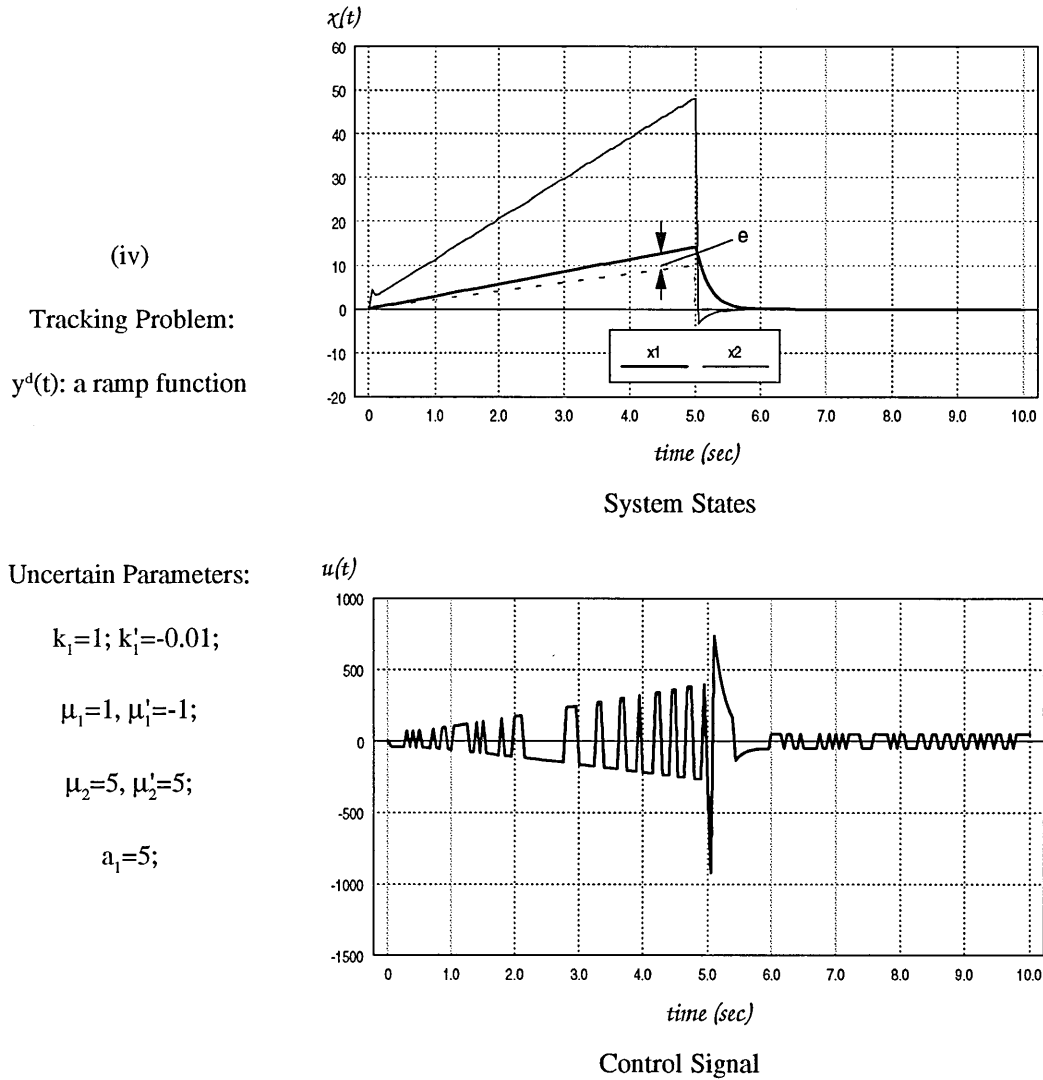 χ(t)
60
50
40
30
20
10
0
-10
-20
e
x1 x2
0 1.0 2.0 3.0 4.0 5.0 6.0 7.0 8.0 9.0 10.0
time (sec)
System States
(iv)
Tracking Problem:
yᵈ(t): a ramp function
Uncertain Parameters:
k₁=1; k₁'=-0.01;
μ₁=1, μ₁'=-1;
μ₂=5, μ₂'=5;
a₁=5;
u(t)
1000
500
0
-500
-1000
-1500
0 1.0 2.0 3.0 4.0 5.0 6.0 7.0 8.0 9.0 10.0
time (sec)
Control Signal